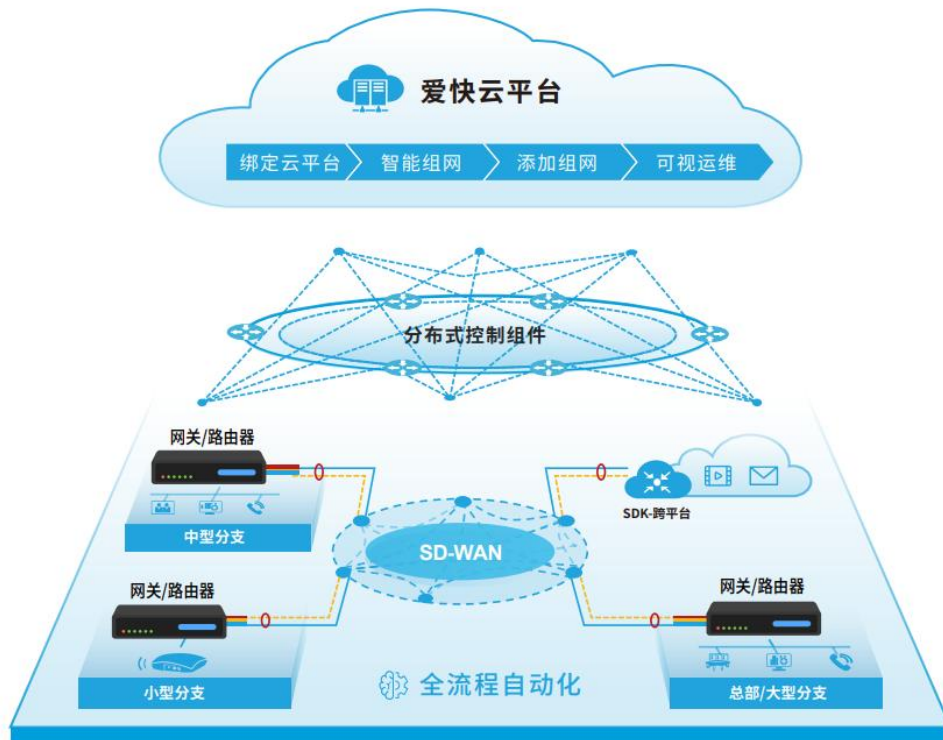 爱快云平台
绑定云平台
智能组网
添加组网
可视运维
分布式控制组件
网关/路由器
中型分支
SDK-跨平台
SD-WAN
网关/路由器
小型分支
网关/路由器
总部/大型分支
全流程自动化